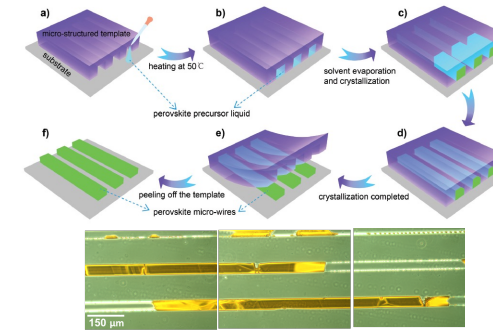 a)
b)
c)
micro-structured template
substrate
heating at 50℃
solvent evaporation
and crystallization
perovskite precursor liquid
f)
e)
d)
peeling off the template
crystallization completed
perovskite micro-wires
150 µm